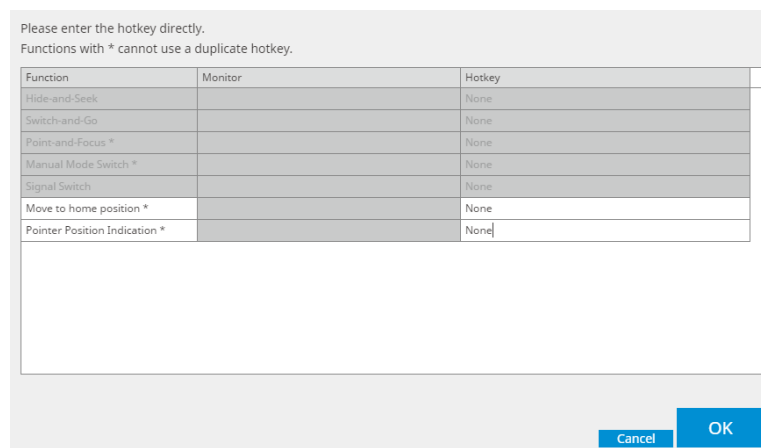 Please enter the hotkey directly.
Functions with * cannot use a duplicate hotkey.
Function Monitor Hotkey
Hide-and-Seek None
Switch-and-Go None
Point-and-Focus * None
Manual Mode Switch * None
Signal Switch None
Move to home position * None
Pointer Position Indication * None
Cancel OK